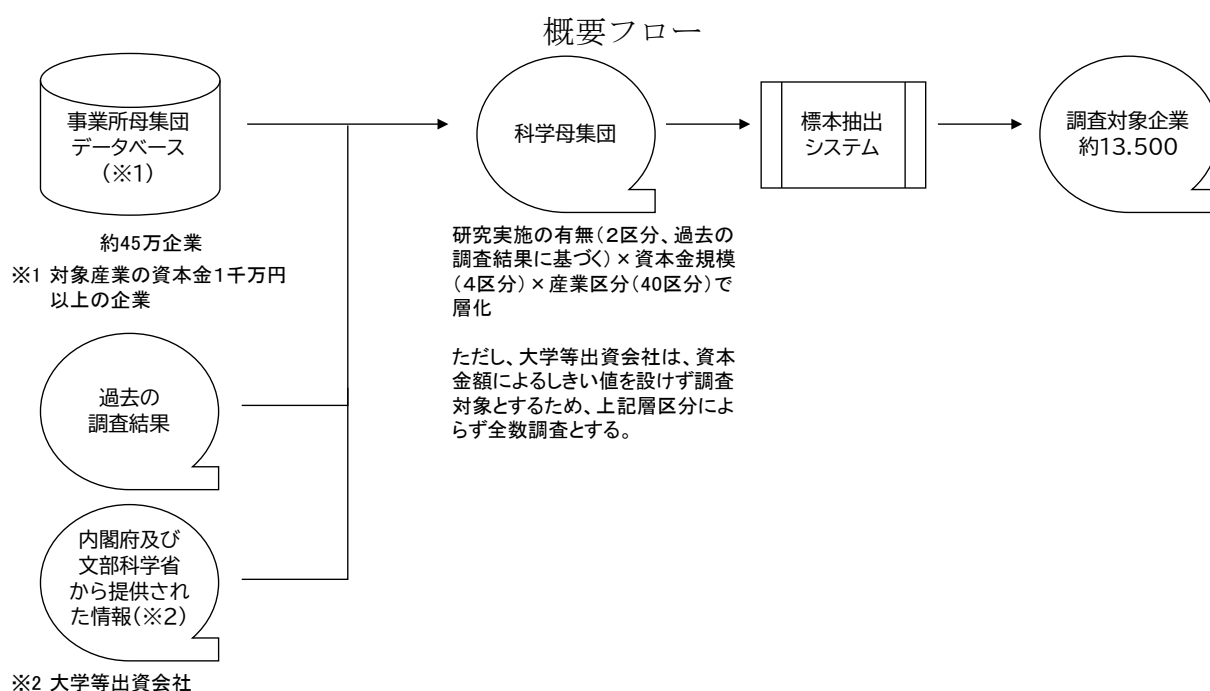 概要フロー
事業所母集団
データベース
（※1）
約45万企業
※1 対象産業の資本金1千万円
以上の企業
過去の
調査結果
内閣府及び
文部科学省
から提供され
た情報(※2)
※2 大学等出資会社
科学母集団
研究実施の有無（2区分、過去の
調査結果に基づく）×資本金規模
（4区分）×産業区分（40区分）で
層化
ただし、大学等出資会社は、資本
金額によるしきい値を設けず調査
対象とするため、上記層区分によ
らず全数調査とする。
標本抽出
システム
調査対象企業
約13.500